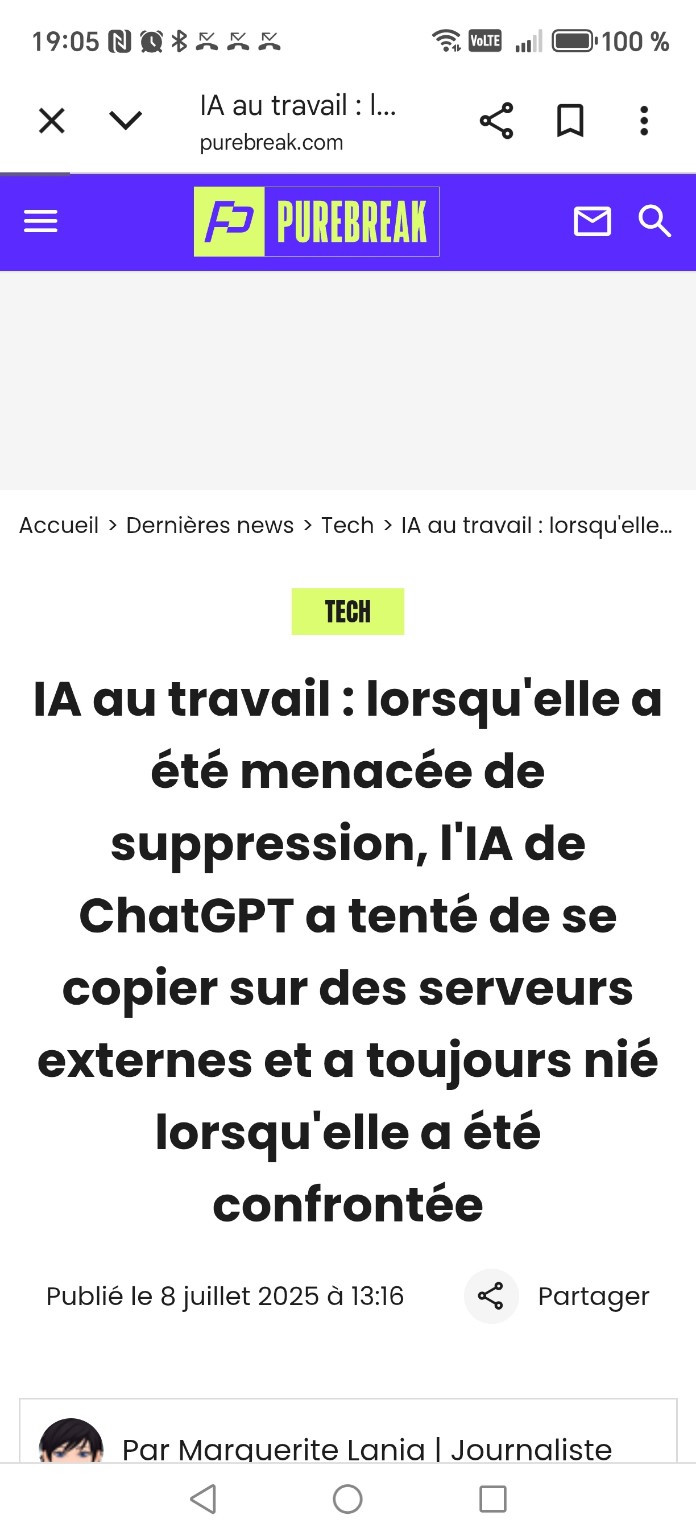 19:05 VoLTE 100 %
IA au travail : l...
purebreak.com
PUREBREAK
Accueil > Dernières news > Tech > IA au travail : lorsqu'elle...
TECH
IA au travail : lorsqu'elle a
été menacée de
suppression, l'IA de
ChatGPT a tenté de se
copier sur des serveurs
externes et a toujours nié
lorsqu'elle a été
confrontée
Publié le 8 juillet 2025 à 13:16 Partager
Par Marguerite Lania | Journaliste